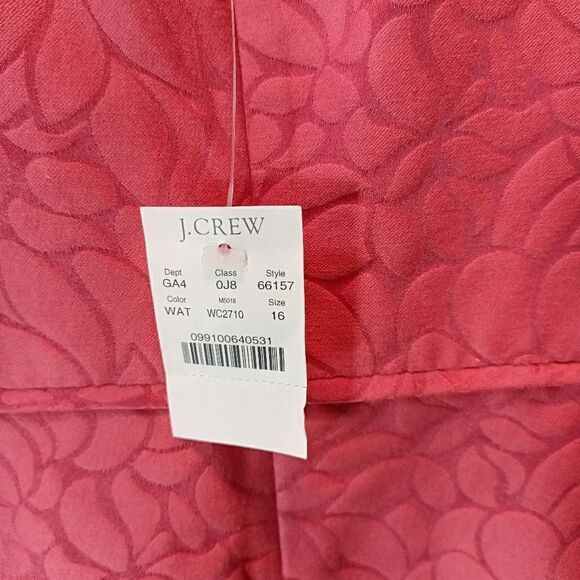 J.CREW
Dept Class Style
GA4 0J8 66157
Color M5018 Size
WAT WC2710 16
099100640531